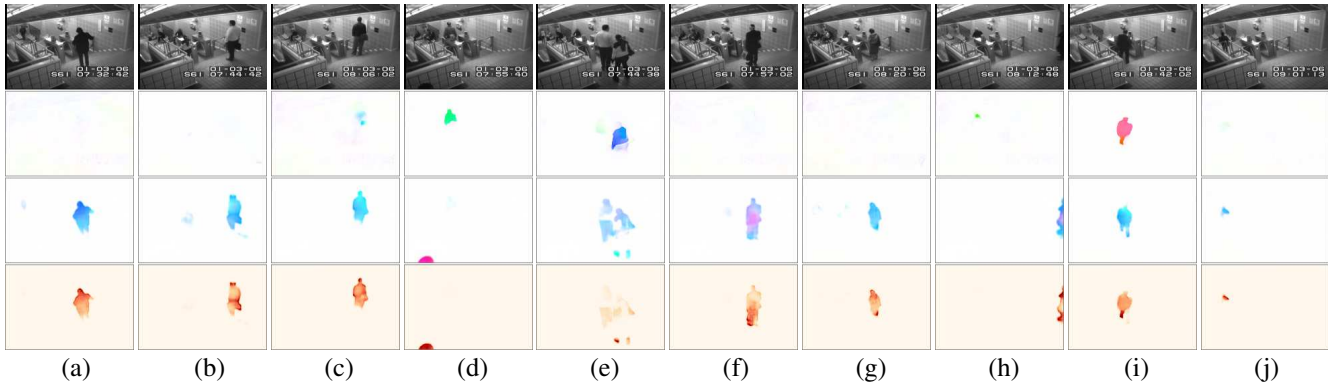 01-03-06
S61 07:32:42
01-03-06
S61 07:44:42
01-03-06
S61 08:06:02
01-03-06
S61 07:55:40
01-03-06
S61 07:44:38
01-03-06
S61 07:57:02
01-03-06
S61 08:20:50
01-03-06
S61 08:12:48
01-03-06
S61 08:42:02
01-03-06
S61 09:01:13
(a) (b) (c) (d) (e) (f) (g) (h) (i) (j)